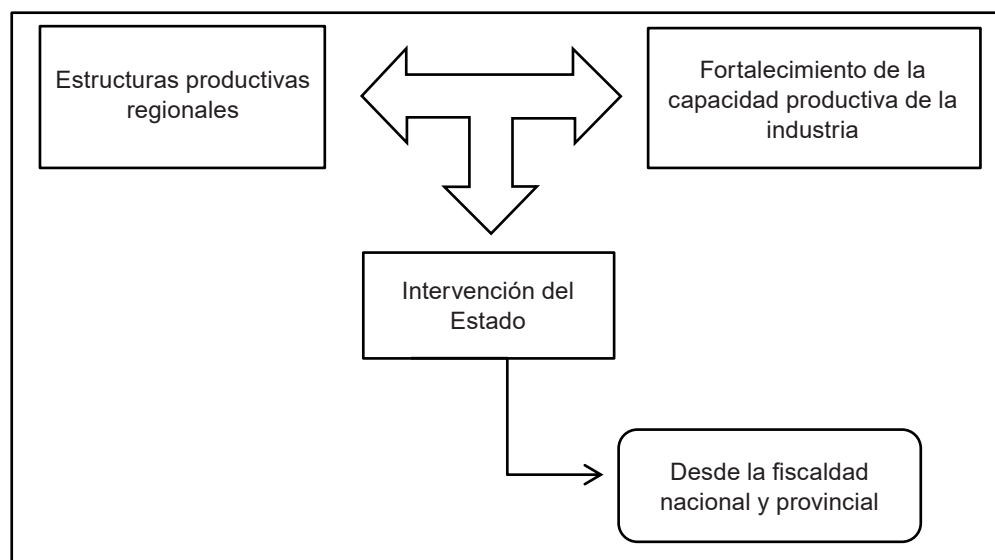 Estructuras productivas
regionales
Fortalecimiento de la
capacidad productiva de la
industria
Intervención del
Estado
Desde la fiscaldad
nacional y provincial